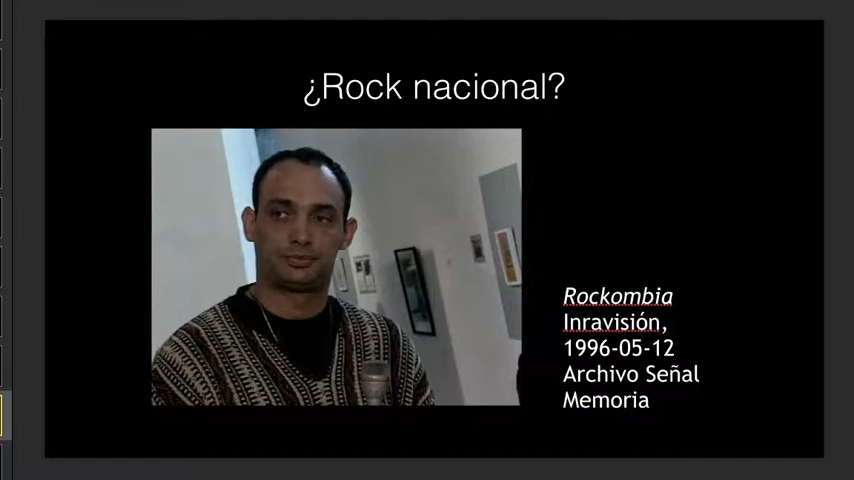 ¿Rock nacional?
Rockombia
Inravisión,
1996-05-12
Archivo Señal
Memoria